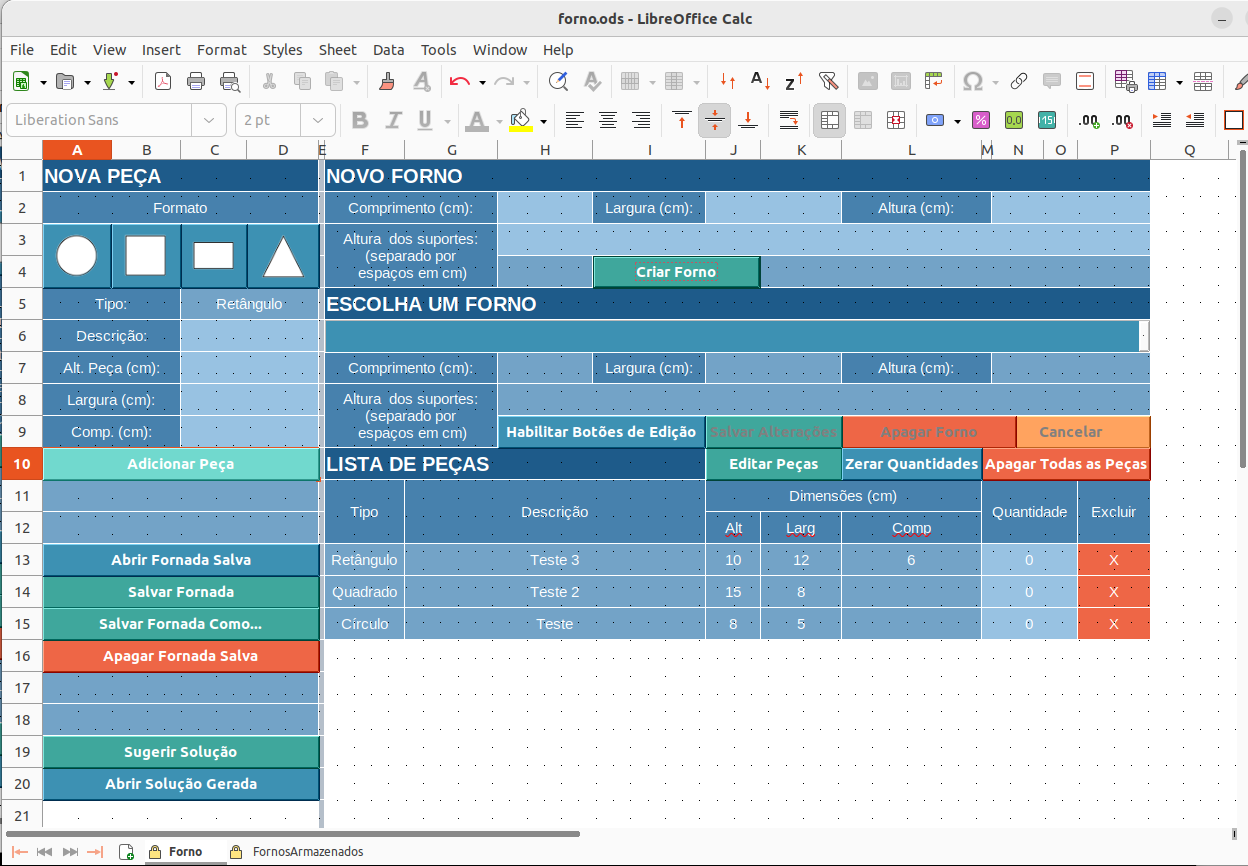 forno.ods - LibreOffice Calc
File Edit View Insert Format Styles Sheet Data Tools Window Help
Liberation Sans 2 pt
A B C D E F G H I J K L M N O P Q
1 NOVA PEÇA NOVO FORNO
2 Formato Comprimento (cm): Largura (cm): Altura (cm):
3 Altura dos suportes:
(separado por
4 espaços em cm) Criar Forno
5 Tipo: Retângulo ESCOLHA UM FORNO
6 Descrição:
7 Alt. Peça (cm): Comprimento (cm): Largura (cm): Altura (cm):
8 Largura (cm): Altura dos suportes:
(separado por
9 Comp. (cm): espaços em cm) Habilitar Botões de Edição Salvar Alterações Apagar Forno Cancelar
10 Adicionar Peça LISTA DE PEÇAS Editar Peças Zerar Quantidades Apagar Todas as Peças
11 Dimensões (cm)
Tipo Descrição Quantidade Excluir
12 Alt Larg Comp
13 Abrir Fornada Salva Retângulo Teste 3 10 12 6 0 X
14 Salvar Fornada Quadrado Teste 2 15 8 0 X
15 Salvar Fornada Como... Círculo Teste 8 5 0 X
16 Apagar Fornada Salva
17
18
19 Sugerir Solução
20 Abrir Solução Gerada
21
Forno FornosArmazenados